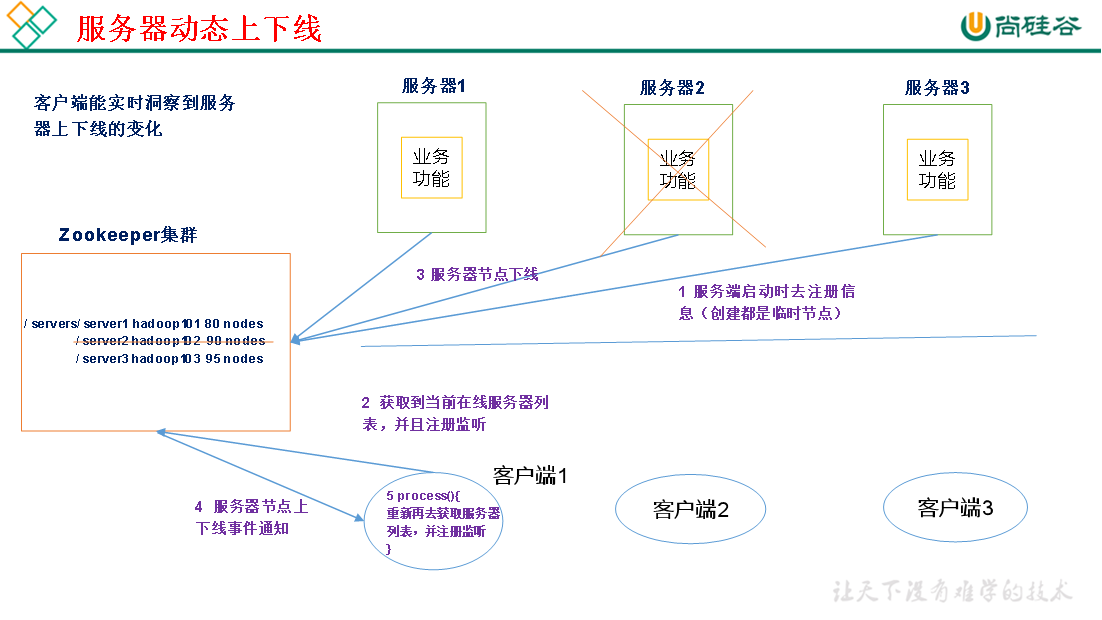 服务器动态上下线
尚硅谷
客户端能实时洞察到服务
器上下线的变化
服务器1
业务
功能
服务器2
业务
功能
服务器3
业务
功能
Zookeeper集群
/ servers/ server1 hadoop101 80 nodes
/ server2 hadoop102 90 nodes
/ server3 hadoop103 95 nodes
3 服务器节点下线
1 服务端启动时去注册信
息（创建都是临时节点）
2 获取到当前在线服务器列
表，并且注册监听
4 服务器节点上
下线事件通知
客户端1
5 process(){
重新再去获取服务器
列表，并注册监听
}
客户端2
客户端3
让天下没有难学的技术